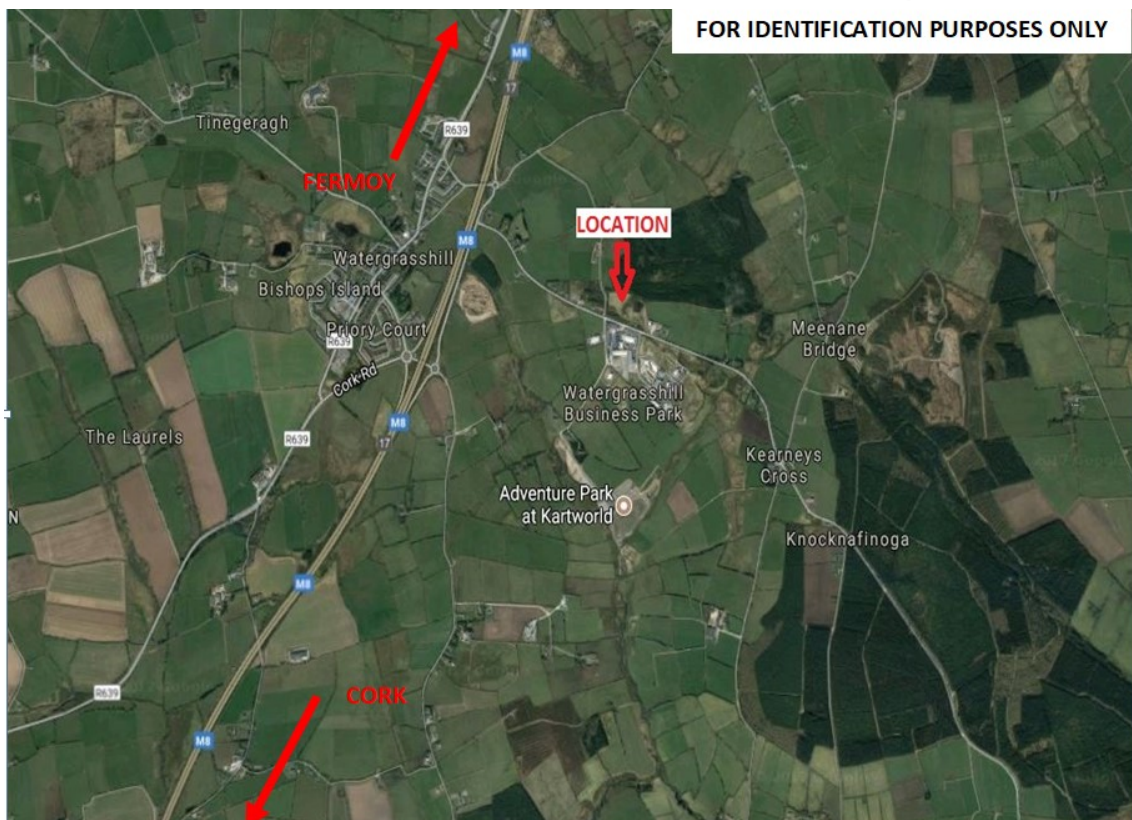 FOR IDENTIFICATION PURPOSES ONLY
M8
17
Tinegeragh
R639
FERMOY
LOCATION
M8
Watergrasshill
Bishops Island
Priory Court
R639
Meenane
Bridge
Cork Rd
Watergrasshill
Business Park
M8
The Laurels
R639
17
Kearneys
Cross
Adventure Park
at Kartworld
N
Knocknafinoga
M8
R639
CORK
M8